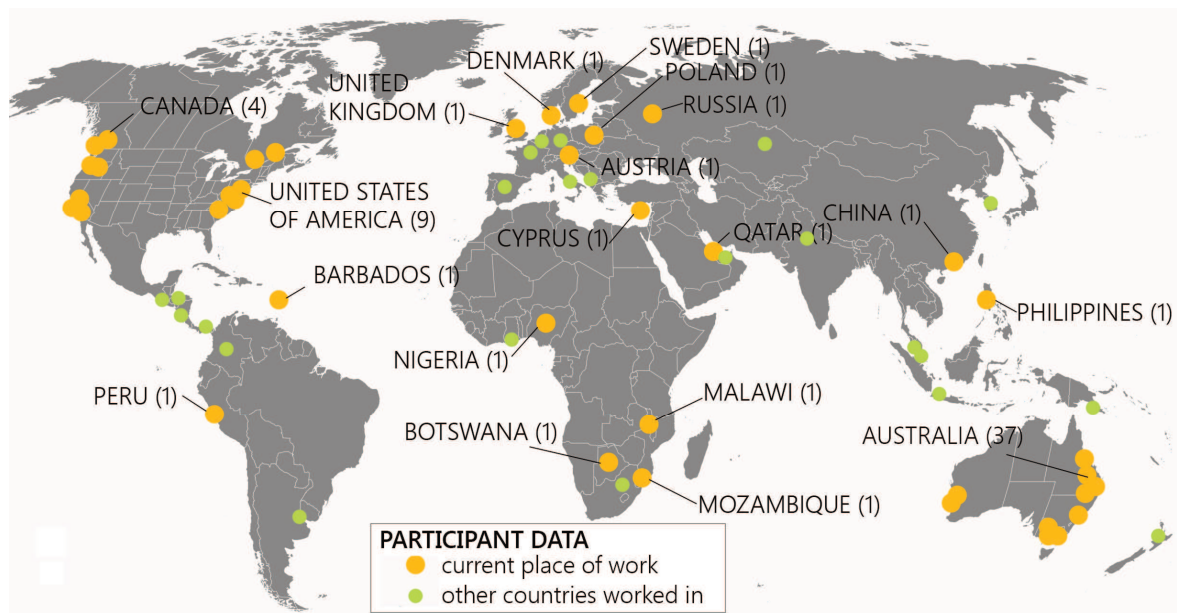 SWEDEN (1)
DENMARK (1)
POLAND (1)
UNITED
KINGDOM (1)
RUSSIA (1)
CANADA (4)
AUSTRIA (1)
UNITED STATES
OF AMERICA (9)
CHINA (1)
CYPRUS (1)
QATAR (1)
BARBADOS (1)
PHILIPPINES (1)
NIGERIA (1)
PERU (1)
MALAWI (1)
BOTSWANA (1)
AUSTRALIA (37)
MOZAMBIQUE (1)
PARTICIPANT DATA
current place of work
other countries worked in